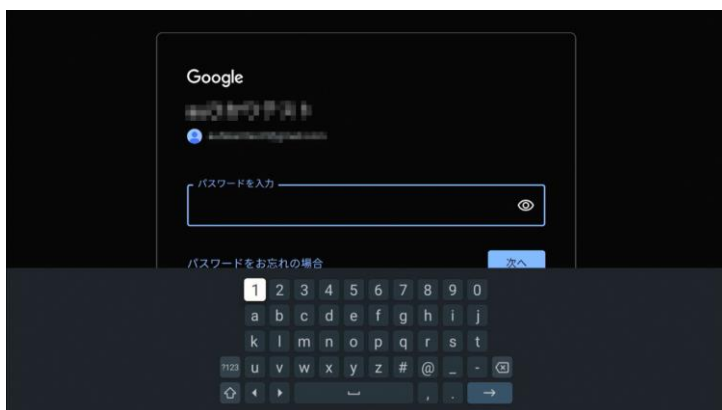 Google
パスワードを入力
パスワードをお忘れの場合
次へ
1 2 3 4 5 6 7 8 9 0
a b c d e f g h i j
k l m n o p q r s t
?123 u v w x y z # @ _ -
, .